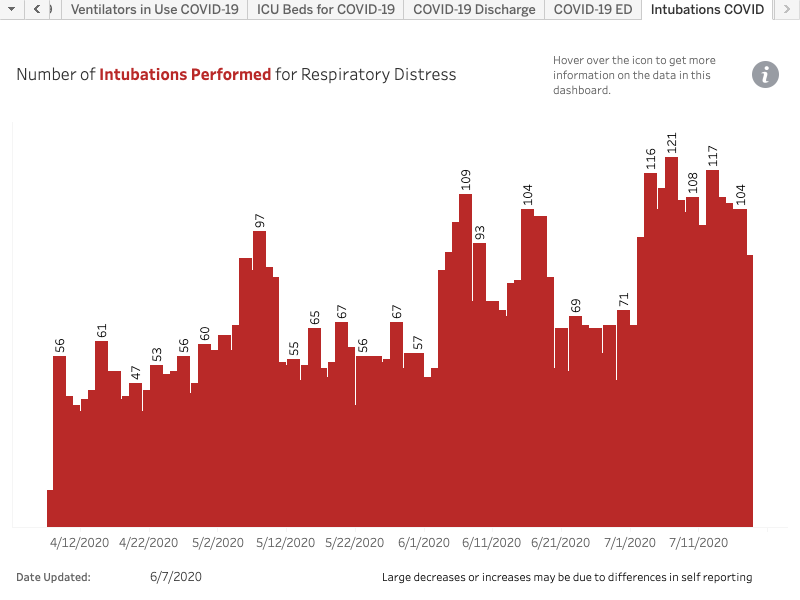 Ventilators in Use COVID-19 ICU Beds for COVID-19 COVID-19 Discharge COVID-19 ED Intubations COVID
Number of Intubations Performed for Respiratory Distress
Hover over the icon to get more
information on the data in this
dashboard.
56 61 47 53 56 60 97 55 65 67 56 67 57 109 93 104 69 71 116 121 108 117 104
4/12/2020 4/22/2020 5/2/2020 5/12/2020 5/22/2020 6/1/2020 6/11/2020 6/21/2020 7/1/2020 7/11/2020
Date Updated: 6/7/2020 Large decreases or increases may be due to differences in self reporting